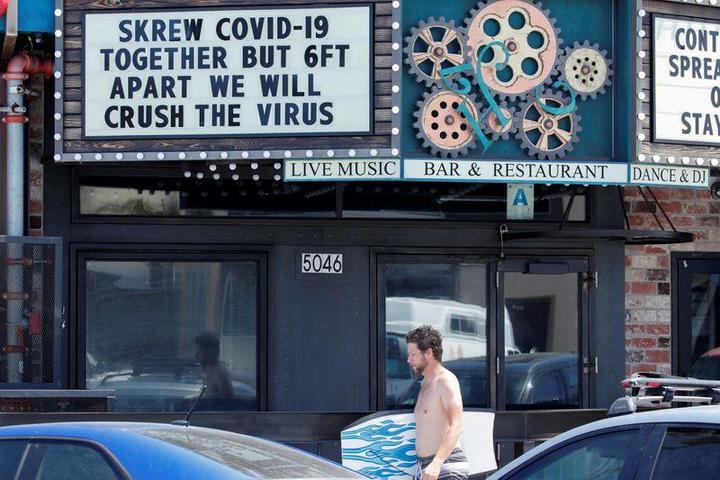 SKREW COVID-19
TOGETHER BUT 6FT
APART WE WILL
CRUSH THE VIRUS
CONT
SPREA
O
STAY
LIVE MUSIC
BAR & RESTAURANT
DANCE & DJ
A
5046